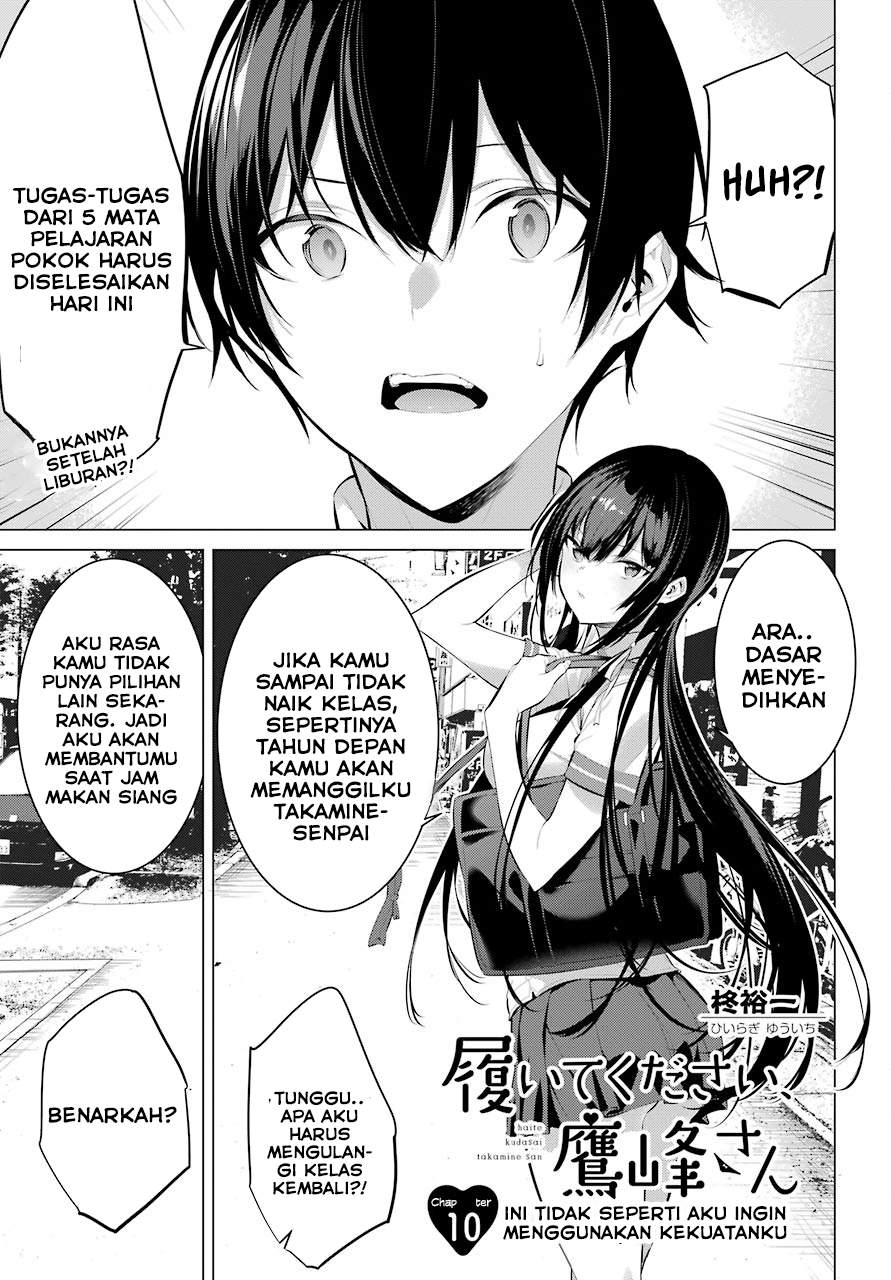 HUH?!
TUGAS-TUGAS
DARI 5 MATA
PELAJARAN
POKOK HARUS
DISELESAIKAN
HARI INI
BUKANNYA
SETELAH
LIBURAN?!
ARA..
DASAR
MENYE-
DIHKAN
JIKA KAMU
SAMPAI TIDAK
NAIK KELAS,
SEPERTINYA
TAHUN DEPAN
KAMU AKAN
MEMANGGILKU
TAKAMINE-
SENPAI
AKU RASA
KAMU TIDAK
PUNYA PILIHAN
LAIN SEKA-
RANG. JADI
AKU AKAN
MEMBANTUMU
SAAT JAM
MAKAN SIANG
TUNGGU..
APA AKU
HARUS
MENGULAN-
GI KELAS
KEMBALI?!
BENARKAH?
柊裕一
ひいらぎ ゆういち
履いてください、
鷹峰さん
haite
kudasai
takamine san
Chapter
10
INI TIDAK SEPERTI AKU INGIN
MENGGUNAKAN KEKUATANKU